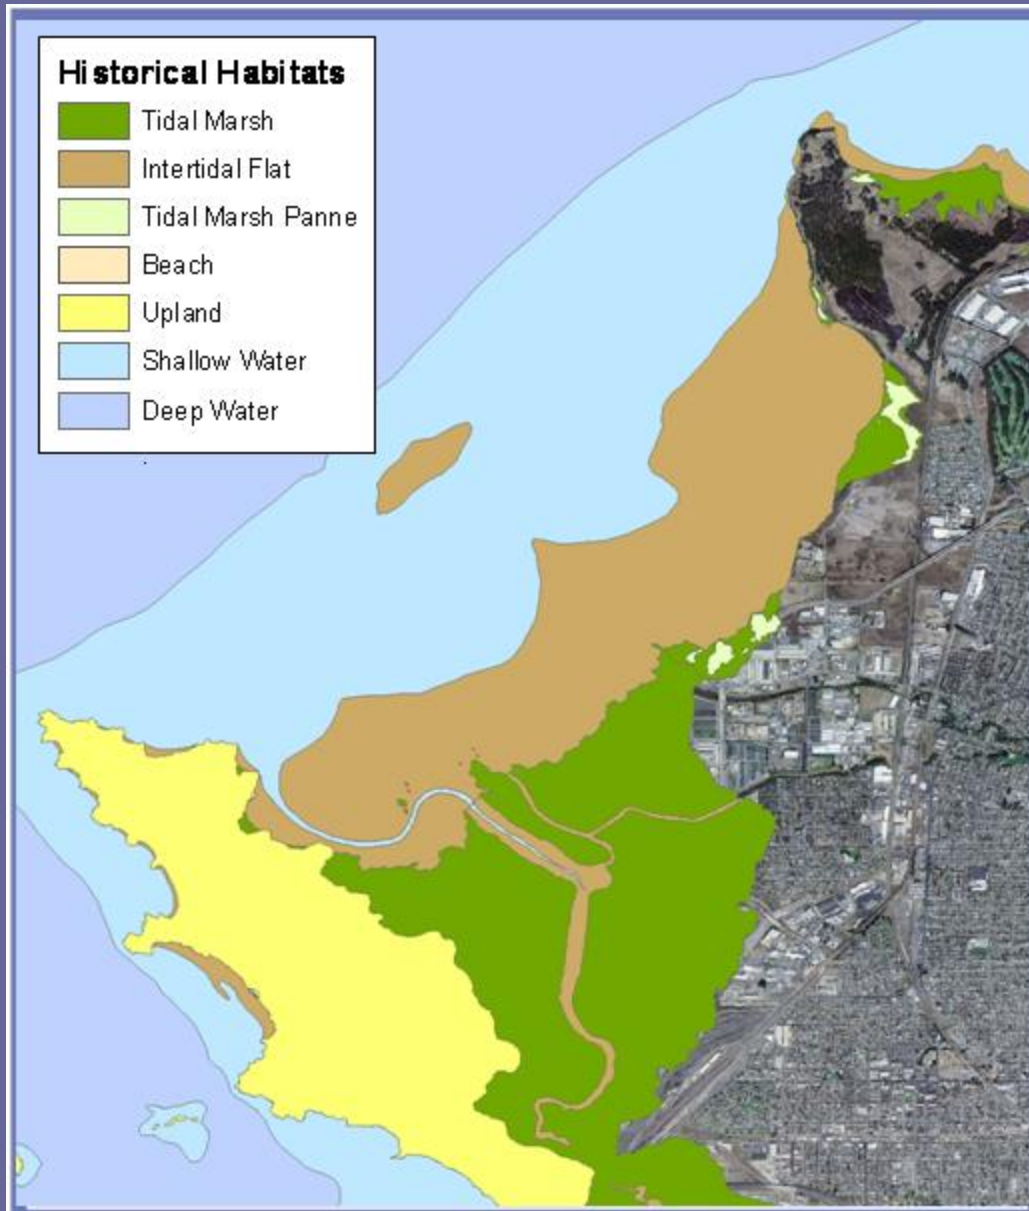 Historical Habitats
Tidal Marsh
Intertidal Flat
Tidal Marsh Panne
Beach
Upland
Shallow Water
Deep Water